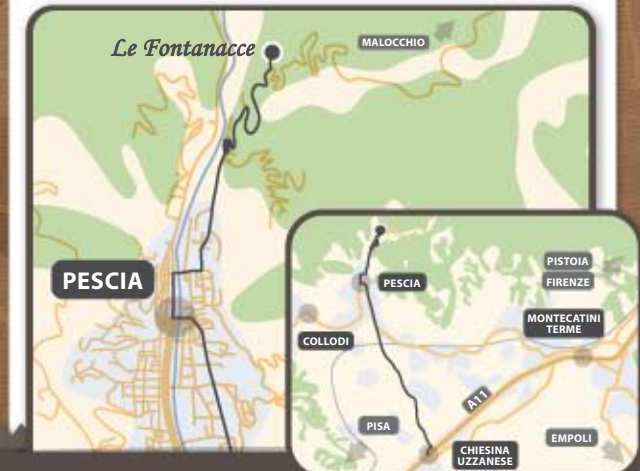 Le Fontanacce
MALOCCHIO
PESCIA
PESCIA
PISTOIA
FIRENZE
MONTECATINI
TERME
COLLODI
A11
PISA
EMPOLI
CHIESINA
UZZANESE